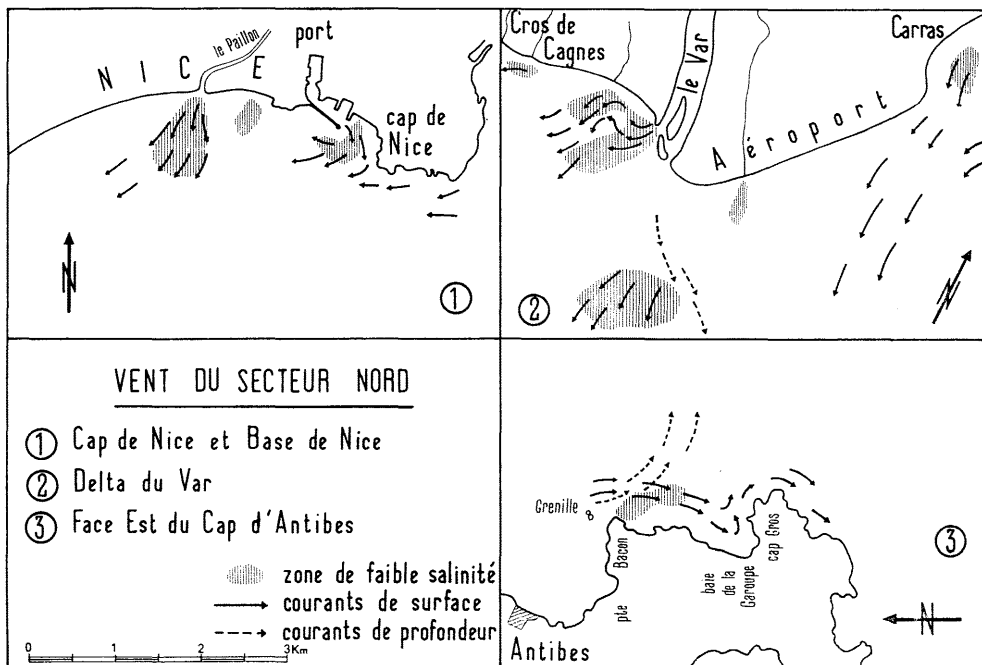 port
le Paillon
NICE
cap de
Nice
N
1
Cros de
Cagnes
le Var
Carras
Aéroport
2
N
VENT DU SECTEUR NORD
1 Cap de Nice et Base de Nice
2 Delta du Var
3 Face Est du Cap d'Antibes
zone de faible salinité
courants de surface
courants de profondeur
0 1 2 3Km
Grenille
pte Bacon
baie de la Garoupe
cap Gros
3
N
Antibes